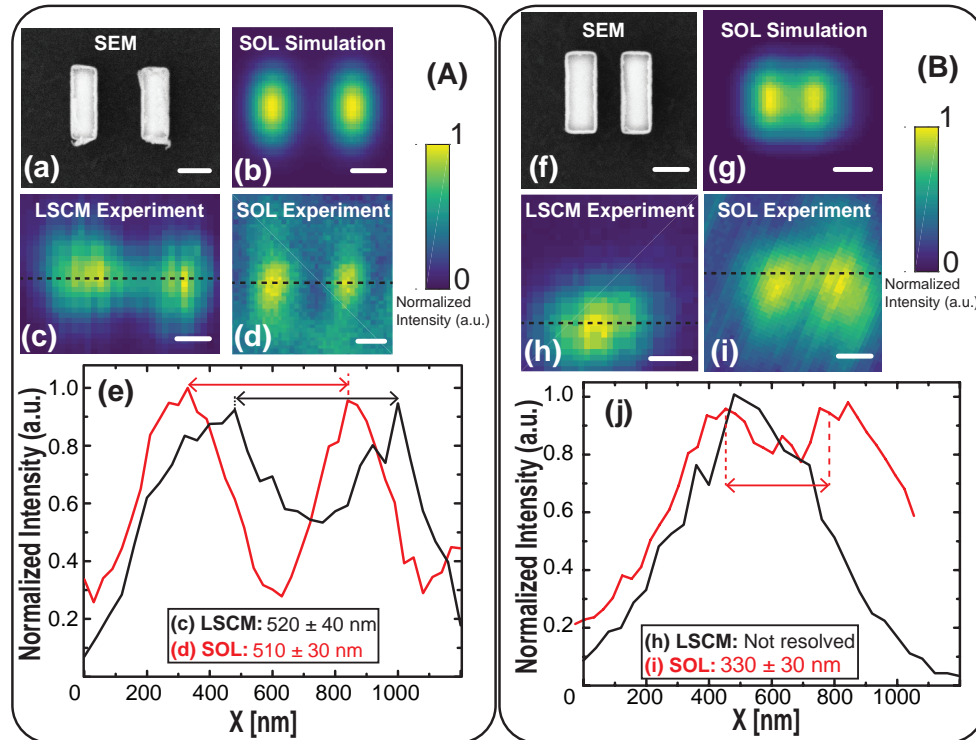 SEM
SOL Simulation
(A)
(a)
(b)
1
0
Normalized
Intensity (a.u.)
LSCM Experiment
SOL Experiment
(c)
(d)
(e)
Normalized Intensity (a.u.)
1.0
0.8
0.6
0.4
0.2
(c) LSCM: 520 ± 40 nm
(d) SOL: 510 ± 30 nm
0 200 400 600 800 1000
X [nm]
SEM
SOL Simulation
(B)
(f)
(g)
1
0
Normalized
Intensity (a.u.)
LSCM Experiment
SOL Experiment
(h)
(i)
(j)
Normalized Intensity (a.u.)
1.0
0.8
0.6
0.4
0.2
(h) LSCM: Not resolved
(i) SOL: 330 ± 30 nm
0 200 400 600 800 1000
X [nm]